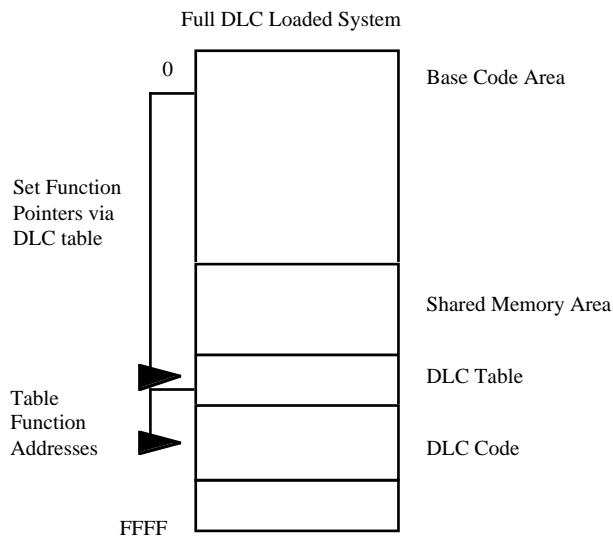 Full DLC Loaded System
0
Base Code Area
Set Function
Pointers via
DLC table
Shared Memory Area
DLC Table
Table
Function
Addresses
DLC Code
FFFF